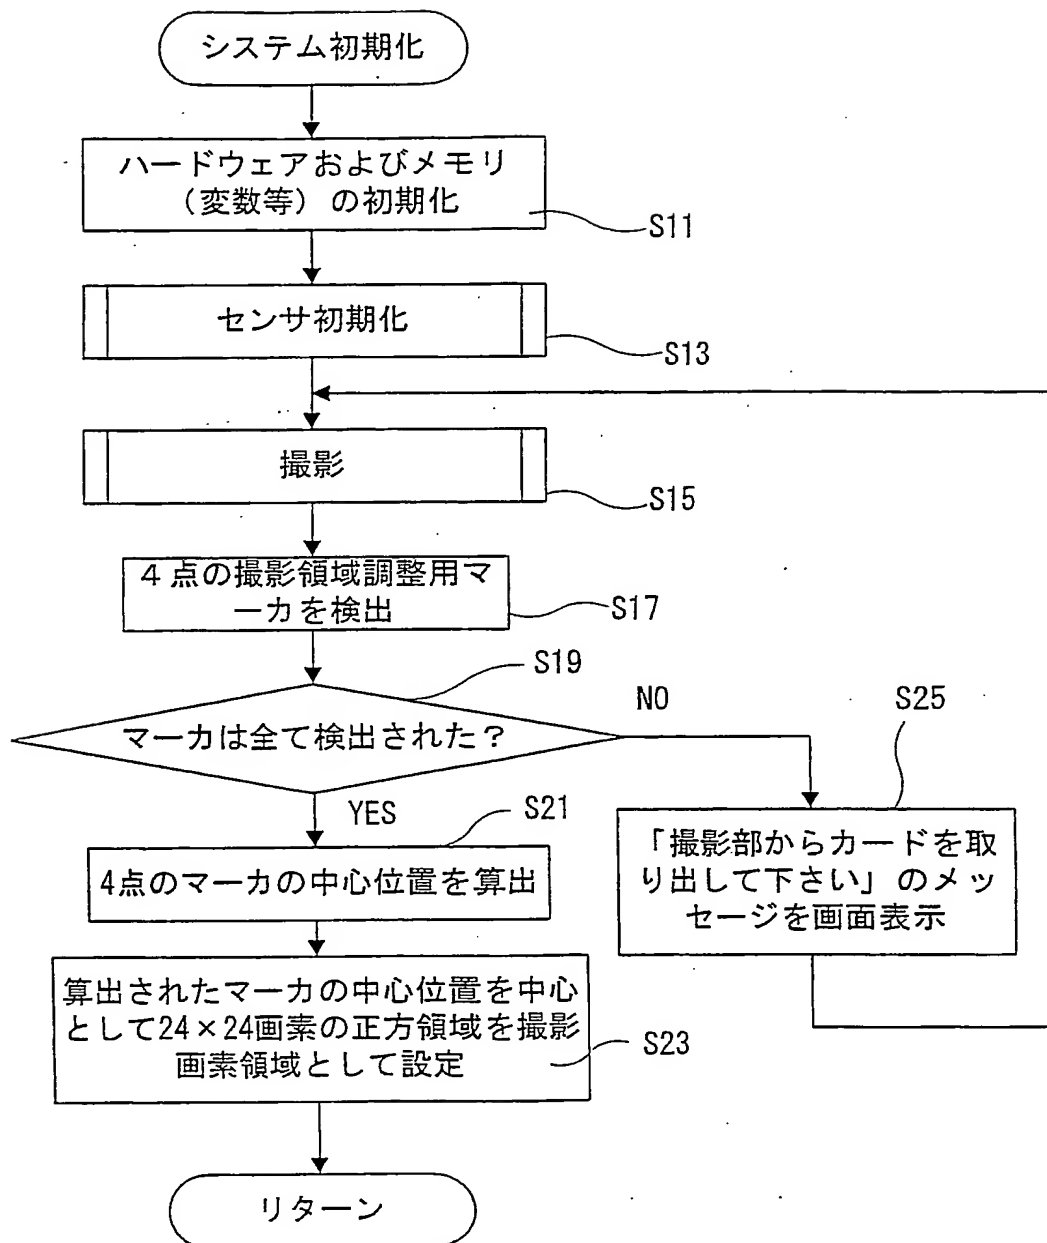 システム初期化
ハードウェアおよびメモリ
(変数等)の初期化
S11
センサ初期化
S13
撮影
S15
4点の撮影領域調整用マ
ーカを検出
S17
S19
マーカは全て検出された?
NO
YES
S25
「撮影部からカードを取
り出して下さい」のメッ
セージを画面表示
S21
4点のマーカの中心位置を算出
算出されたマーカの中心位置を中心
として24×24画素の正方領域を撮影
画素領域として設定
S23
リターン